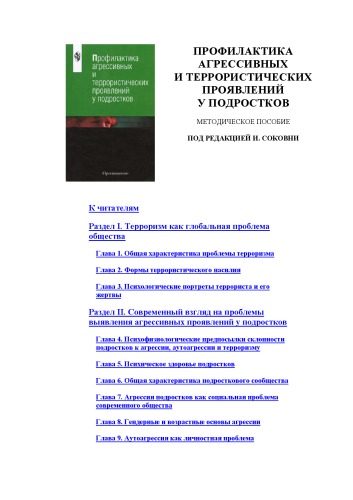 Профилактика
агрессивных
и
террористических
проявлений
у подростков
Просвещение
ПРОФИЛАКТИКА
АГРЕССИВНЫХ
И ТЕРРОРИСТИЧЕСКИХ
ПРОЯВЛЕНИЙ
У ПОДРОСТКОВ
МЕТОДИЧЕСКОЕ ПОСОБИЕ
ПОД РЕДАКЦИЕЙ И. СОКОВНИ
К читателям
Раздел I. Терроризм как глобальная проблема
общества
Глава 1. Общая характеристика проблемы терроризма
Глава 2. Формы террористического насилия
Глава 3. Психологические портреты террориста и его
жертвы
Раздел II. Современный взгляд на проблемы
выявления агрессивных проявлений у подростков
Глава 4. Психофизиологические предпосылки склонности
подростков к агрессии, аутоагрессии и терроризму
Глава 5. Психическое здоровье подростков
Глава 6. Общая характеристика подросткового сообщества
Глава 7. Агрессия подростков как социальная проблема
современного общества
Глава 8. Гендерные и возрастные основы агрессии
Глава 9. Аутоагрессия как личностная проблема